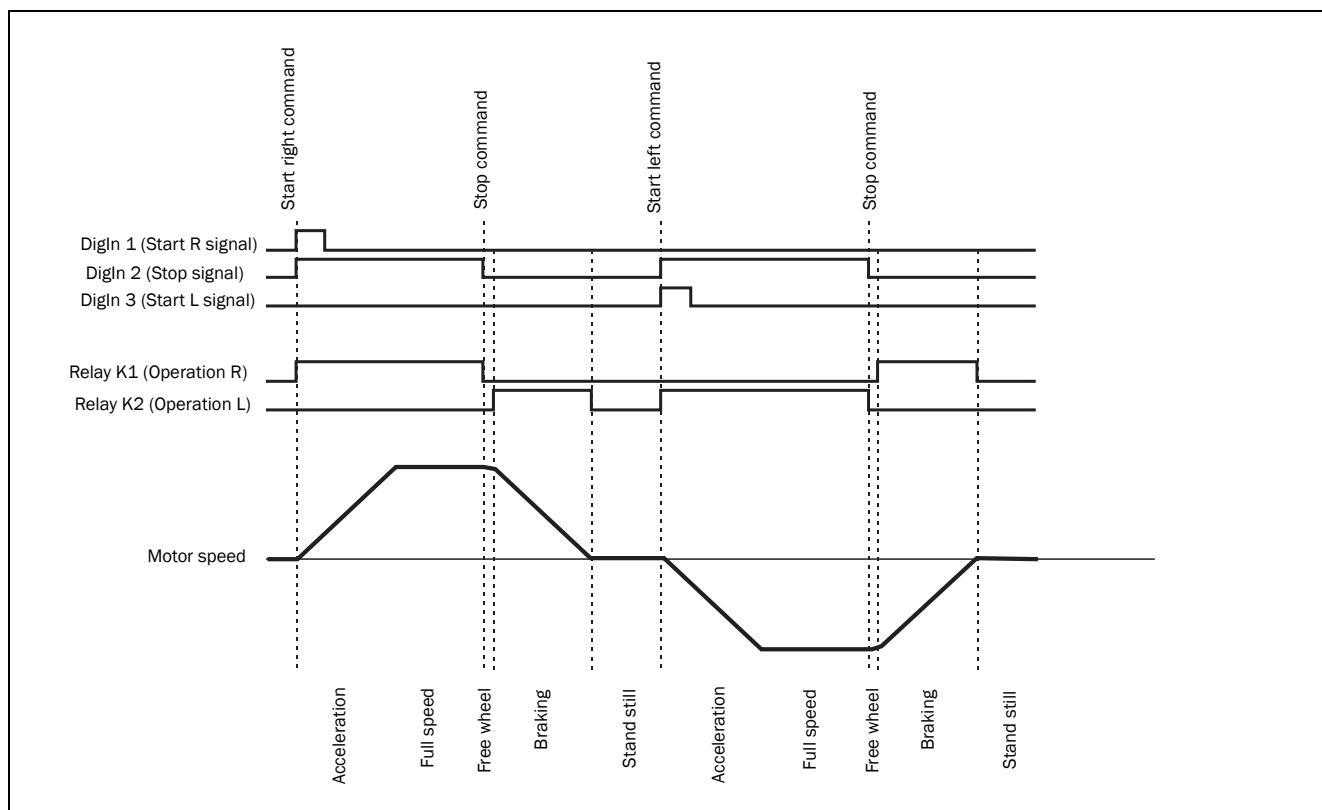 Start right command
Stop command
Start left command
Stop command
DigIn 1 (Start R signal)
DigIn 2 (Stop signal)
DigIn 3 (Start L signal)
Relay K1 (Operation R)
Relay K2 (Operation L)
Motor speed
Acceleration
Full speed
Free wheel
Braking
Stand still
Acceleration
Full speed
Free wheel
Braking
Stand still